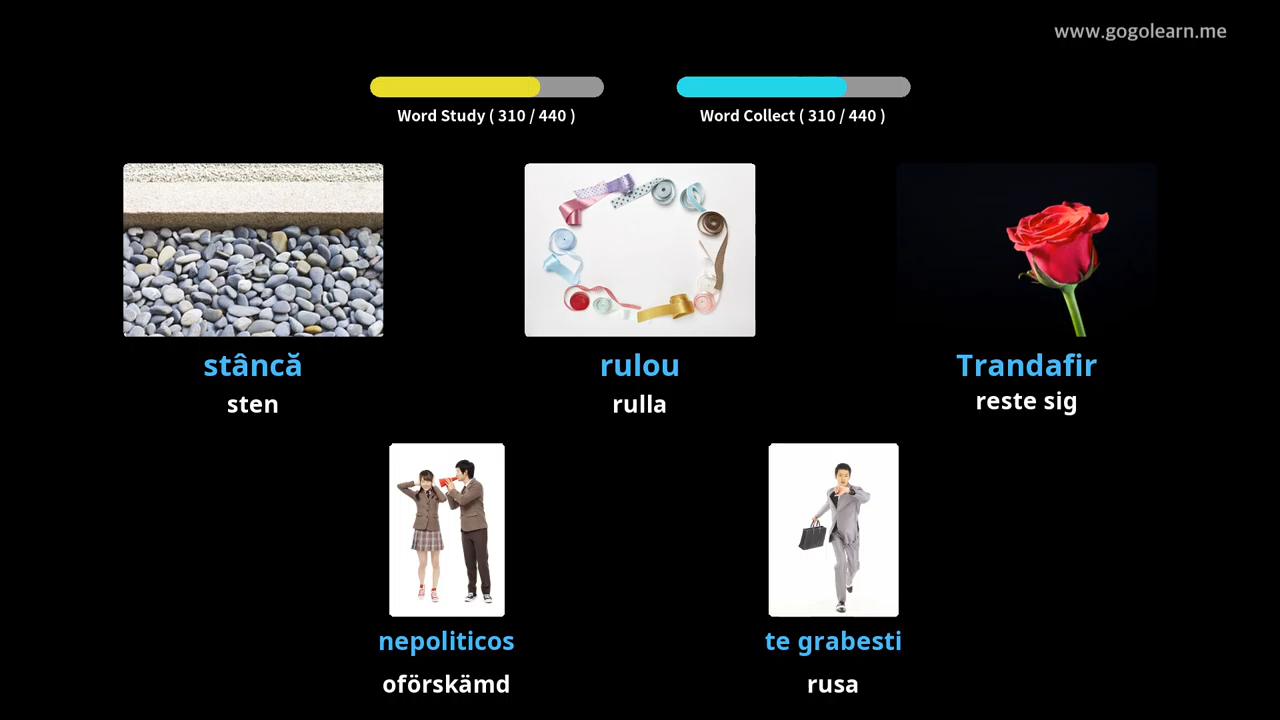 www.gogolearn.me
Word Study ( 310 / 440 )
Word Collect ( 310 / 440 )
stâncă
sten
rulou
rulla
Trandafir
reste sig
nepoliticos
oförskämd
te grabesti
rusa